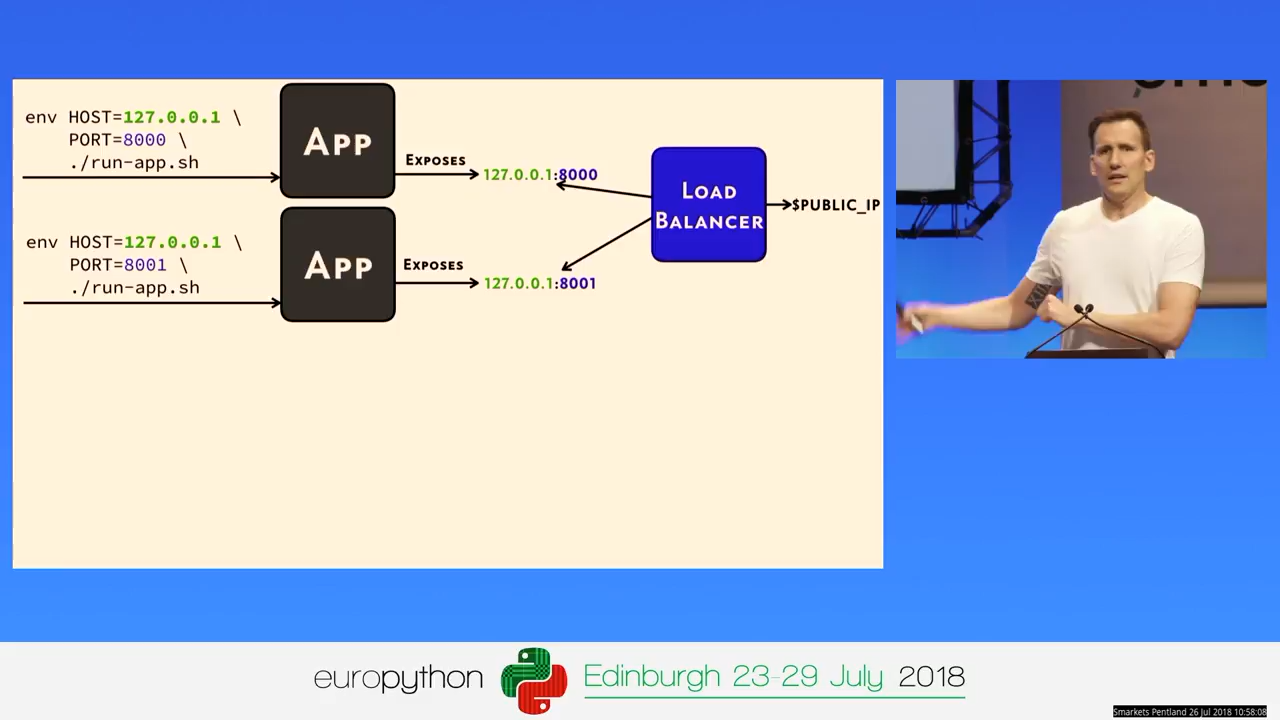 env HOST=127.0.0.1 \
PORT=8000 \
./run-app.sh
App
Exposes
127.0.0.1:8000
env HOST=127.0.0.1 \
PORT=8001 \
./run-app.sh
App
Exposes
127.0.0.1:8001
Load
Balancer
$PUBLIC_IP
europython
Edinburgh 23-29 July 2018
Smarkets Pentland 26 Jul 2018 10:58:08